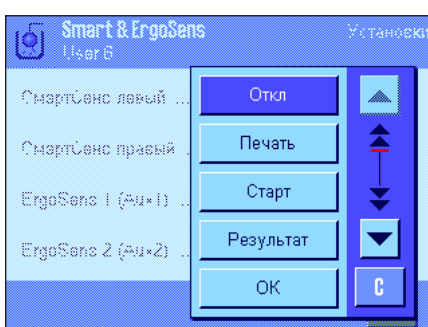 Smart & ErgoSens
Установки
User 6
СмартСенс левый ...
СмартСенс правый .
ErgoSens 1 (Aux1) ...
ErgoSens 2 (Aux2) ...
Откл
Печать
Старт
Результат
OK
C